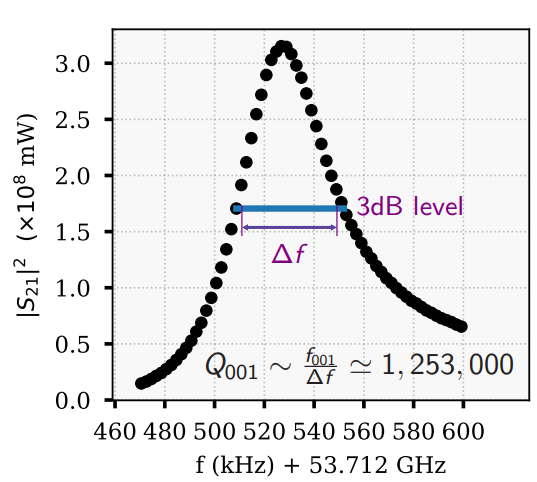 3.0
2.5
2.0
1.5
1.0
0.5
0.0
|S₂₁|² (×10⁸ mW)
3dB level
Δf
Q₀₀₁ ∼ f₀₀₁/Δf ≃ 1, 253, 000
460 480 500 520 540 560 580 600
f (kHz) + 53.712 GHz